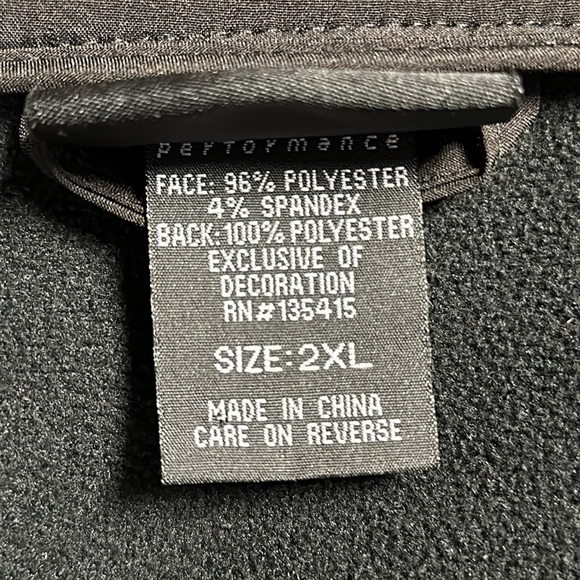 performance
FACE: 96% POLYESTER
4% SPANDEX
BACK:100% POLYESTER
EXCLUSIVE OF
DECORATION
RN#135415
SIZE:2XL
MADE IN CHINA
CARE ON REVERSE